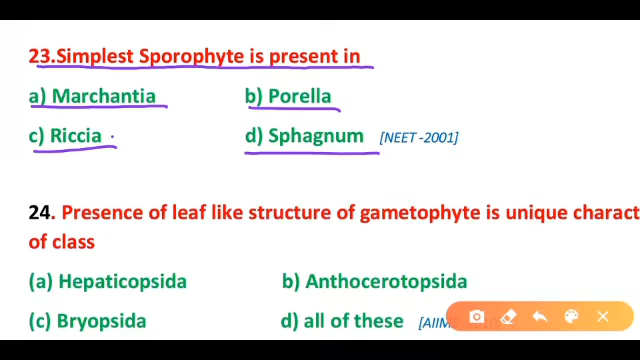 23.Simplest Sporophyte is present in
a) Marchantia b) Porella
c) Riccia d) Sphagnum [NEET -2001]
24. Presence of leaf like structure of gametophyte is unique charact
of class
(a) Hepaticopsida b) Anthocerotopsida
(c) Bryopsida d) all of these [AIIM